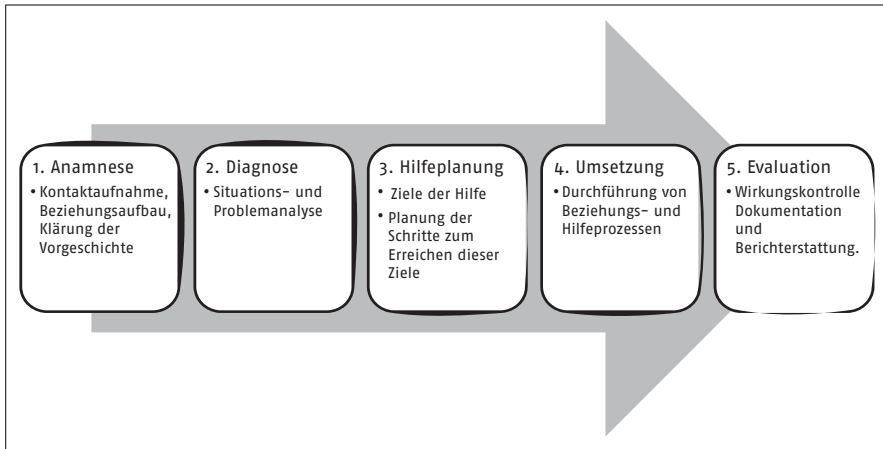 1. Anamnese
• Kontaktaufnahme,
Beziehungsaufbau,
Klärung der
Vorgeschichte
2. Diagnose
• Situations- und
Problemanalyse
3. Hilfeplanung
• Ziele der Hilfe
• Planung der
Schritte zum
Erreichen dieser
Ziele
4. Umsetzung
• Durchführung von
Beziehungs- und
Hilfeprozessen
5. Evaluation
• Wirkungskontrolle
Dokumentation
und
Berichterstattung.